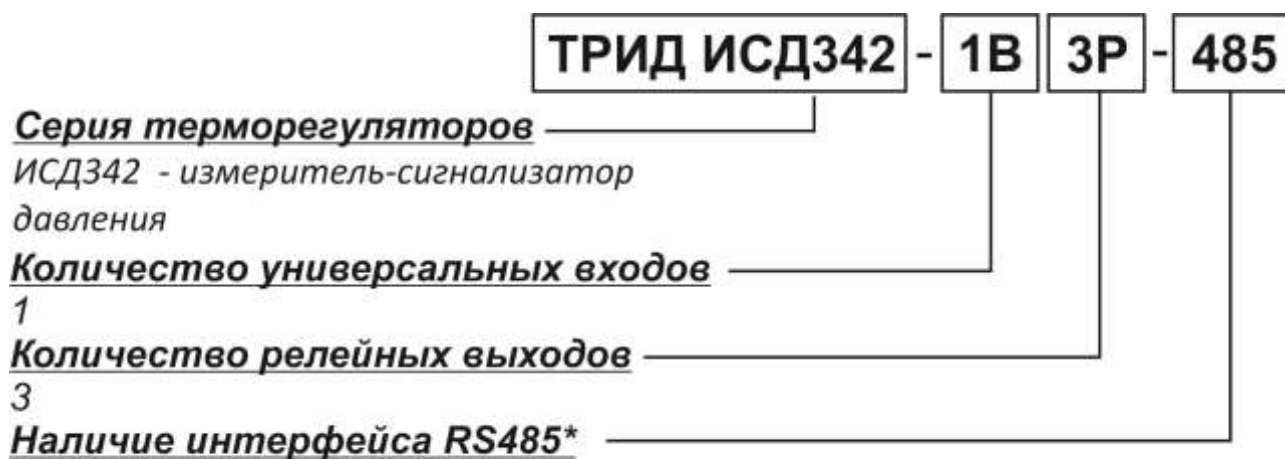 ТРИД ИСД342 - 1В 3Р - 485
Серия терморегуляторов
ИСД342 - измеритель-сигнализатор
давления
Количество универсальных входов
1
Количество релейных выходов
3
Наличие интерфейса RS485*